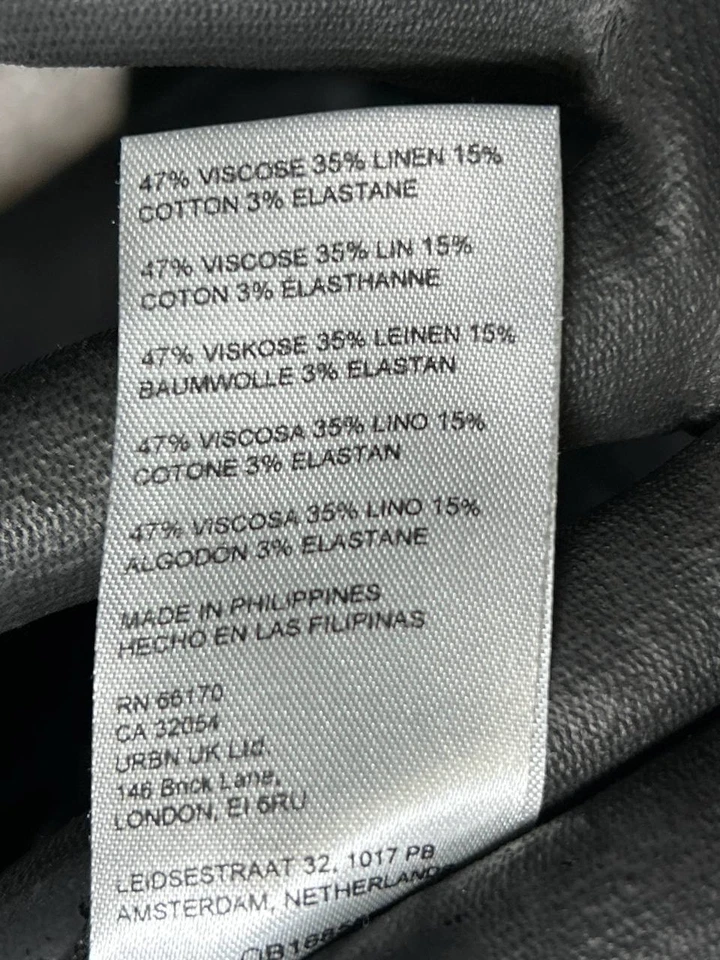 47% VISCOSE 35% LINEN 15%
COTTON 3% ELASTANE
47% VISCOSE 35% LIN 15%
COTON 3% ÉLASTHANNE
47% VISKOSE 35% LEINEN 15%
BAUMWOLLE 3% ELASTAN
47% VISCOSA 35% LINO 15%
COTONE 3% ELASTAN
47% VISCOSA 35% LINO 15%
ALGODÓN 3% ELASTANE
MADE IN PHILIPPINES
HECHO EN LAS FILIPINAS
RN 66170
CA 32054
URBN UK Ltd.
146 Brick Lane,
LONDON, EI 6RU
LEIDSESTRAAT 32, 1017 PB
AMSTERDAM, NETHERLANDS